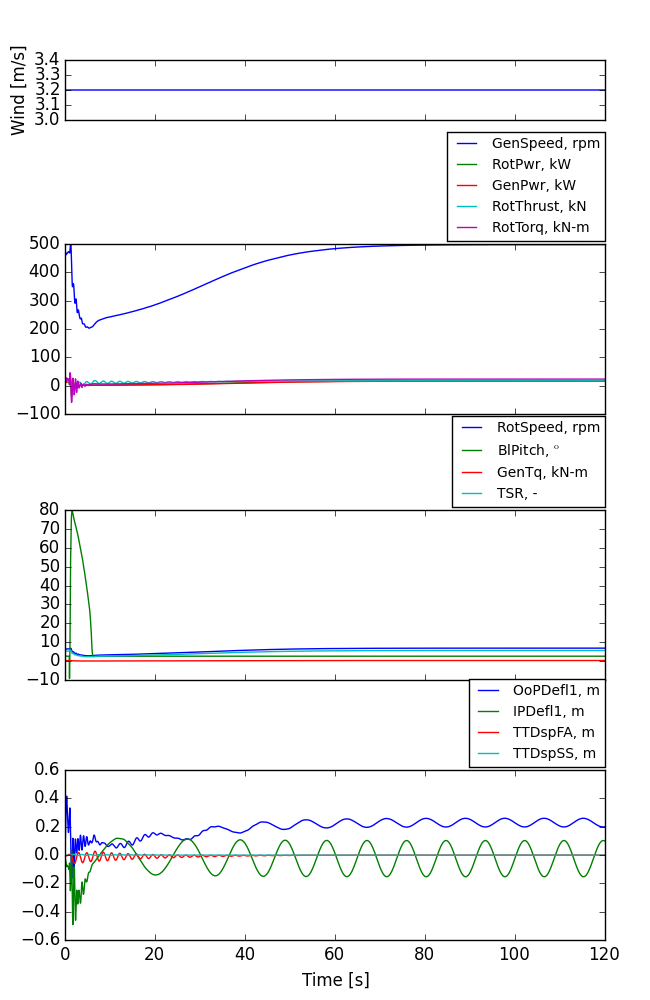 Wind [m/s]
3.4
3.3
3.2
3.1
3.0
GenSpeed, rpm
RotPwr, kW
GenPwr, kW
RotThrust, kN
RotTorq, kN-m
500
400
300
200
100
0
−100
RotSpeed, rpm
BlPitch, °
GenTq, kN-m
TSR, -
80
70
60
50
40
30
20
10
0
−10
OoPDefl1, m
IPDefl1, m
TTDspFA, m
TTDspSS, m
0.6
0.4
0.2
0.0
−0.2
−0.4
−0.6
0 20 40 60 80 100 120
Time [s]